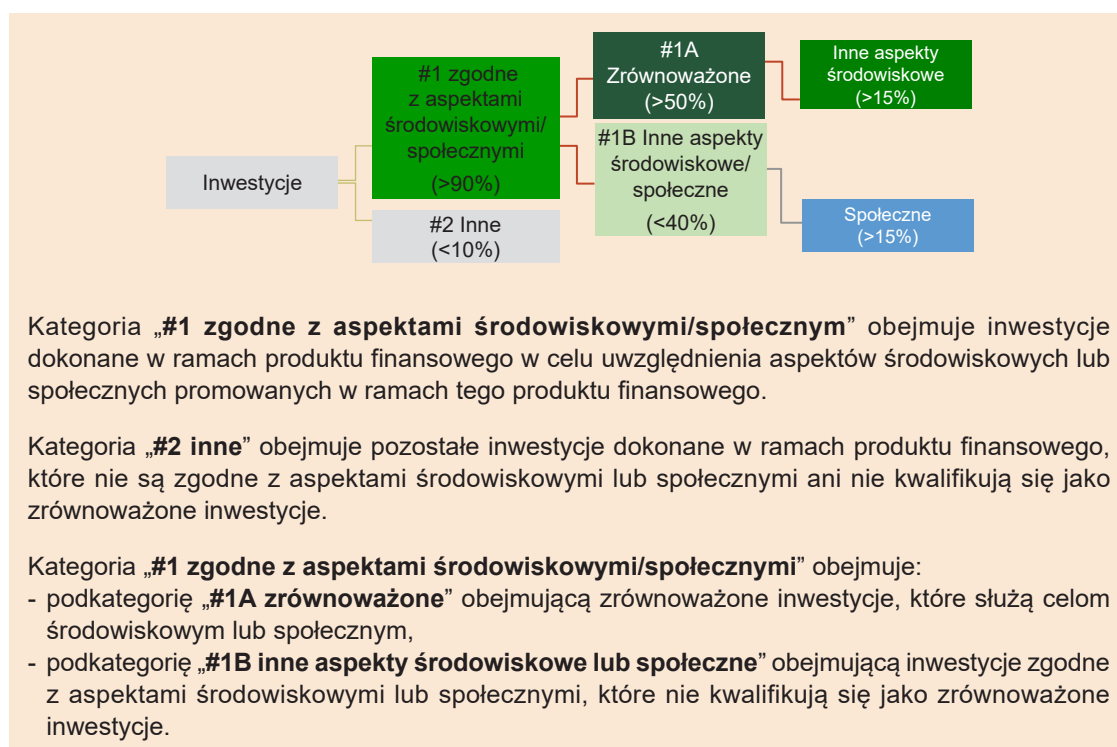 Inwestycje
#1 zgodne
z aspektami
środowiskowymi/
społecznymi
(>90%)
#2 Inne
(<10%)
#1A
Zrównoważone
(>50%)
#1B Inne aspekty
środowiskowe/
społeczne
(<40%)
Inne aspekty
środowiskowe
(>15%)
Społeczne
(>15%)
Kategoria „#1 zgodne z aspektami środowiskowymi/społecznym” obejmuje inwestycje
dokonane w ramach produktu finansowego w celu uwzględnienia aspektów środowiskowych lub
społecznych promowanych w ramach tego produktu finansowego.
Kategoria „#2 inne” obejmuje pozostałe inwestycje dokonane w ramach produktu finansowego,
które nie są zgodne z aspektami środowiskowymi lub społecznymi ani nie kwalifikują się jako
zrównoważone inwestycje.
Kategoria „#1 zgodne z aspektami środowiskowymi/społecznymi” obejmuje:
- podkategorię „#1A zrównoważone” obejmującą zrównoważone inwestycje, które służą celom
środowiskowym lub społecznym,
- podkategorię „#1B inne aspekty środowiskowe lub społeczne” obejmującą inwestycje zgodne
z aspektami środowiskowymi lub społecznymi, które nie kwalifikują się jako zrównoważone
inwestycje.